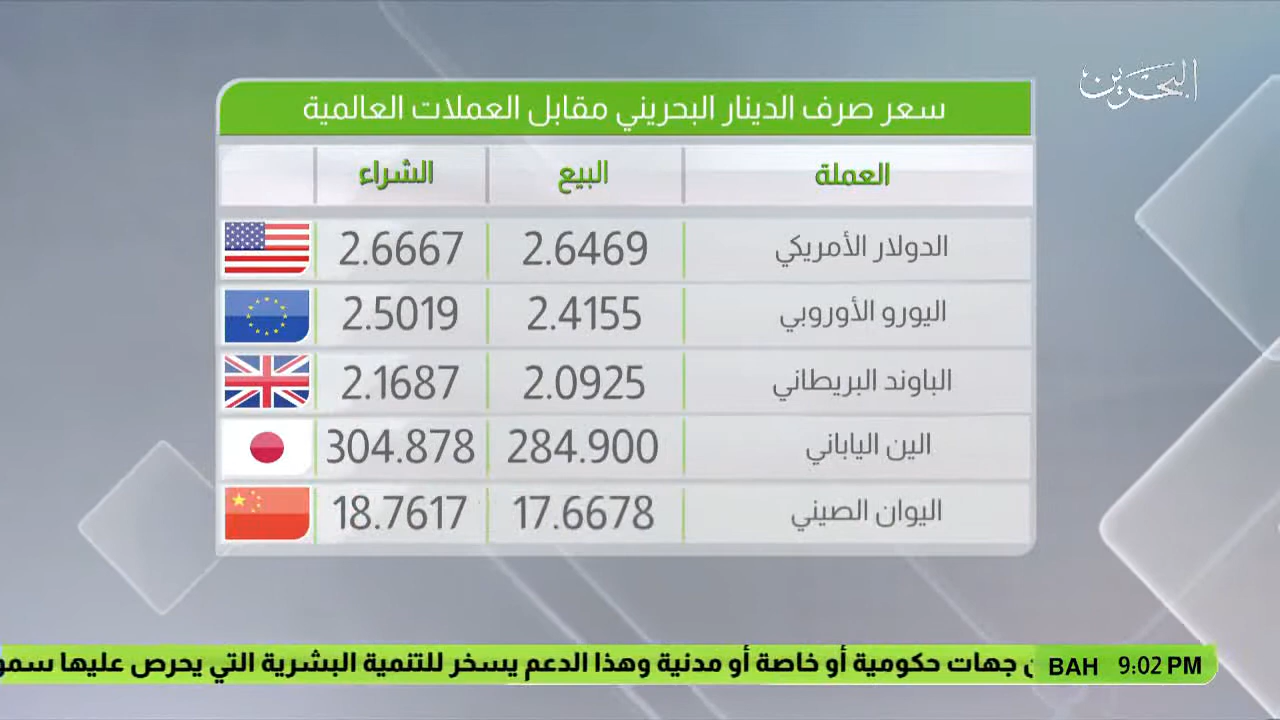 البحرين
سعر صرف الدينار البحريني مقابل العملات العالمية
العملة البيع الشراء
الدولار الأمريكي 2.6469 2.6667
اليورو الأوروبي 2.4155 2.5019
الباوند البريطاني 2.0925 2.1687
الين الياباني 284.900 304.878
اليوان الصيني 17.6678 18.7617
BAH 9:02 PM
جهات حكومية أو خاصة أو مدنية وهذا الدعم يسخر للتنمية البشرية التي يحرص عليها